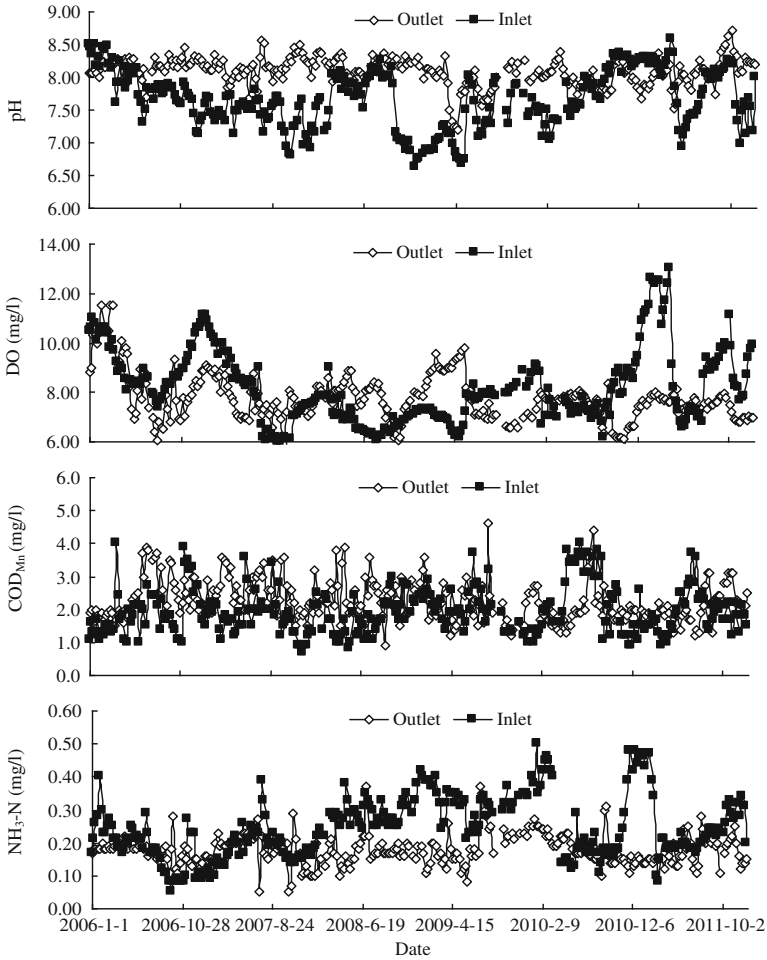 Outlet Inlet
9.00
8.50
8.00
7.50
7.00
6.50
6.00
pH
Outlet Inlet
14.00
12.00
10.00
8.00
6.00
DO (mg/l)
Outlet Inlet
6.0
5.0
4.0
3.0
2.0
1.0
0.0
CODMn (mg/l)
Outlet Inlet
0.60
0.50
0.40
0.30
0.20
0.10
0.00
NH3-N (mg/l)
2006-1-1 2006-10-28 2007-8-24 2008-6-19 2009-4-15 2010-2-9 2010-12-6 2011-10-2
Date